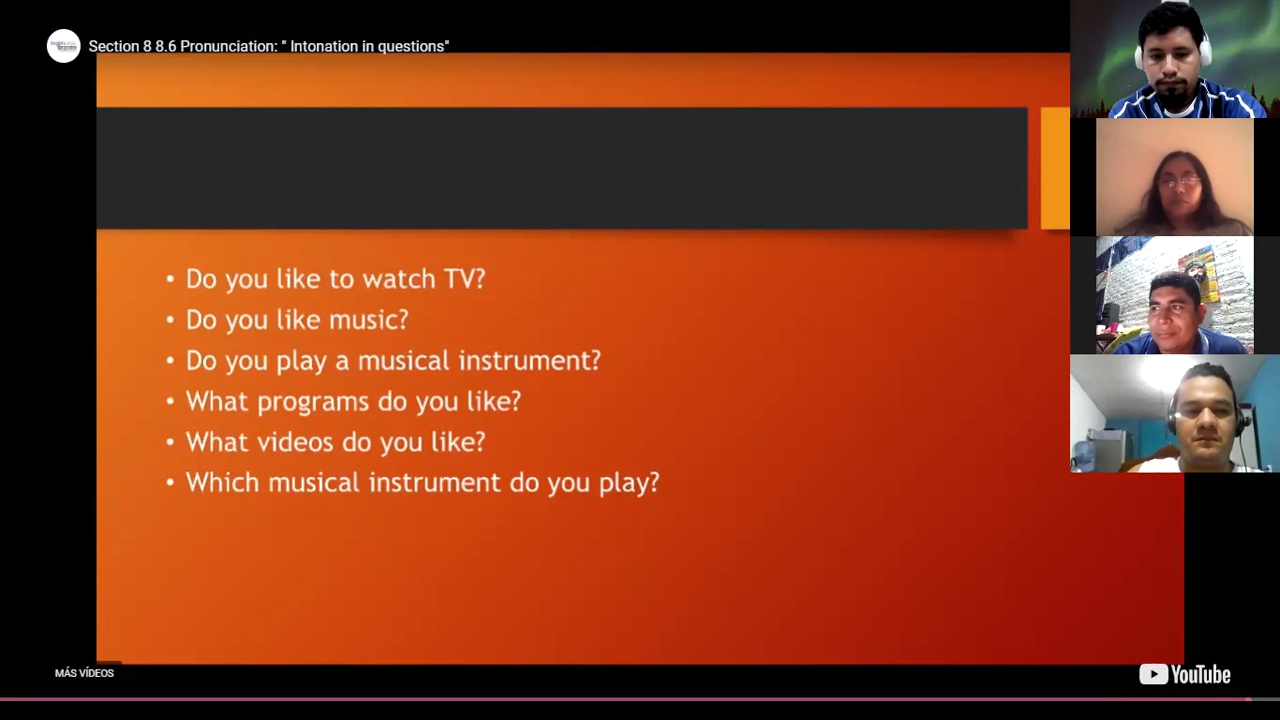 Section 8 8.6 Pronunciation: " Intonation in questions"
• Do you like to watch TV?
• Do you like music?
• Do you play a musical instrument?
• What programs do you like?
• What videos do you like?
• Which musical instrument do you play?
MÁS VÍDEOS
YouTube